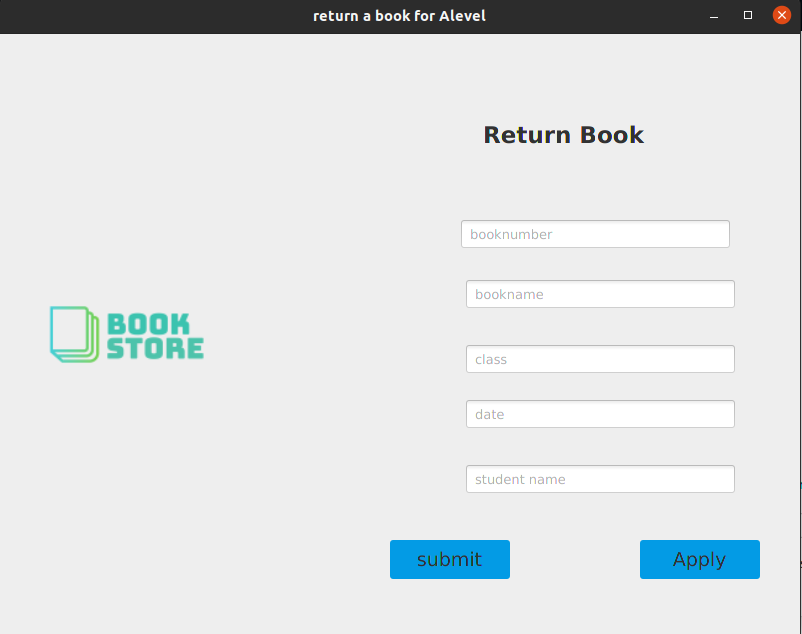 return a book for Alevel
Return Book
booknumber
bookname
BOOK
STORE
class
date
student name
submit
Apply